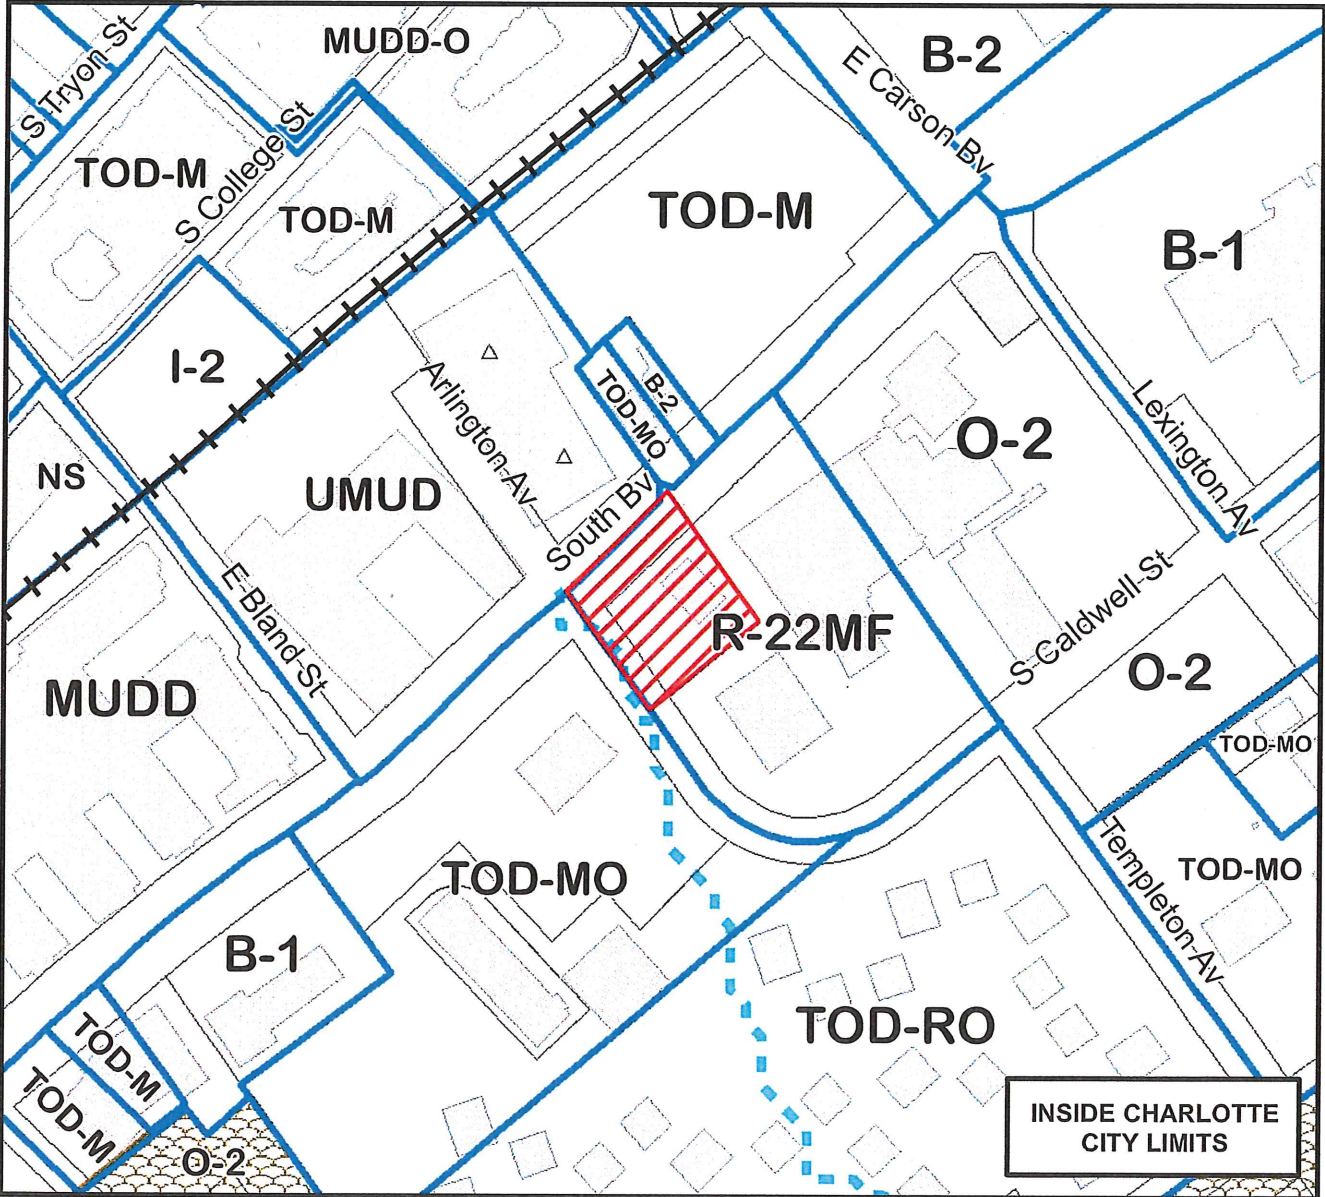 MUDD-O
B-2
S Tryon St
E Carson Bv
TOD-M
S College St
TOD-M
TOD-M
B-1
I-2
B-2
TOD-MO
Arlington Av
Lexington Av
O-2
NS
UMUD
South Bv
E Bland St
R-22MF
S Caldwell St
O-2
MUDD
TOD-MO
TOD-MO
TOD-MO
Templeton Av
B-1
TOD-RO
TOD-M
TOD-M
O-2
INSIDE CHARLOTTE
CITY LIMITS